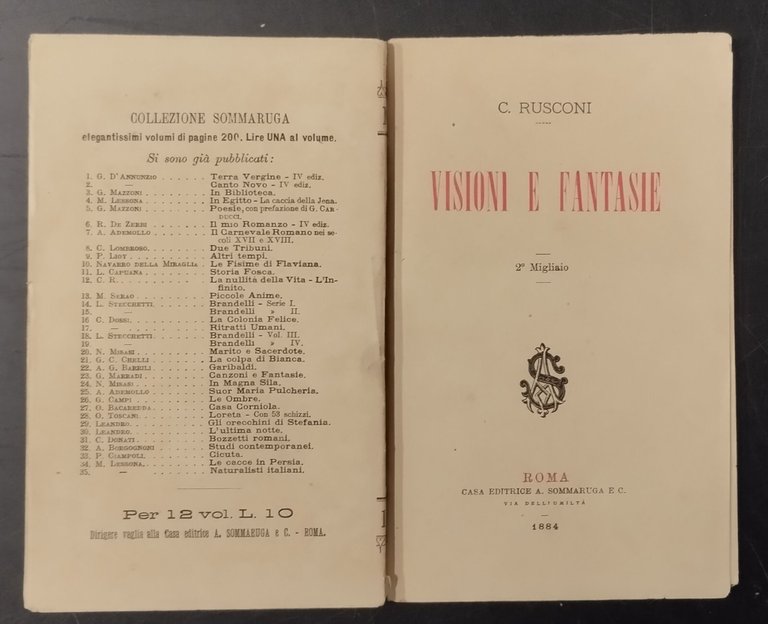 COLLEZIONE SOMMARUGA
elegantissimi volumi di pagine 200. Lire UNA al volume.
Si sono già pubblicati:
1. G. D'ANNUNZIO . . . . . . Terra Vergine - IV ediz.
2. — Canto Novo - IV ediz.
3. G. MAZZONI . . . . . . . In Biblioteca.
4. M. LESSONA . . . . . . . In Egitto - La caccia della Jena.
5. G. MAZZONI . . . . . . . Poesie, con prefazione di G. CAR-
DUCCI.
6. R. DE ZERBI . . . . . . . Il mio Romanzo - IV ediz.
7. A. ADEMOLLO . . . . . . Il Carnevale Romano nei se-
coli XVII e XVIII.
8. C. LOMBROSO . . . . . . Due Tribuni.
9. P. LIOY . . . . . . . . . Altri tempi.
10. NAVARRO DELLA MIRAGLIA . Le Fisime di Flaviana.
11. L. CAPUANA . . . . . . . Storia Fosca.
12. C. R. . . . . . . . . . . La nullità della Vita - L'In-
finito.
13. M. SERAO . . . . . . . . Piccole Anime.
14. L. STECCHETTI . . . . . . Brandelli - Serie I.
15. — Brandelli » II.
16. C. DOSSI. . . . . . . . . La Colonia Felice.
17. — . . . . . . . . Ritratti Umani.
18. L. STECCHETTI . . . . . . Brandelli - Vol. III.
19. — Brandelli » IV.
20. N. MISASI . . . . . . . . Marito e Sacerdote.
21. G. C. CHELLI . . . . . . La colpa di Bianca.
22. A. G. BARRILI . . . . . . Garibaldi.
23. G. MARRADI . . . . . . . Canzoni e Fantasie.
24. N. MISASI . . . . . . . . In Magna Sila.
25. A. ADEMOLLO . . . . . . Suor Maria Pulcheria.
26. G. CAMPI . . . . . . . . Le Ombre.
27. O. BACAREDDA. . . . . . Casa Corniola.
28. O. TOSCANI. . . . . . . . Loreta - Con 53 schizzi.
29. LEANDRO. . . . . . . . . Gli orecchini di Stefania.
30. LEANDRO. . . . . . . . . L'ultima notte.
31. C. DONATI . . . . . . . . Bozzetti romani.
32. A. BORGOGNONI . . . . . Studi contemporanei.
33. P. CIAMPOLI . . . . . . . Cicuta.
34. M. LESSONA. . . . . . . . Le cacce in Persia.
35. — . . . . . . . . Naturalisti italiani.
Per 12 vol. L. 10
Dirigere vaglia alla Casa editrice A. SOMMARUGA e C. - ROMA.
C. RUSCONI
VISIONI E FANTASIE
2º Migliaio
ROMA
CASA EDITRICE A. SOMMARUGA E C.
VIA DELL'UMILTÀ
1884